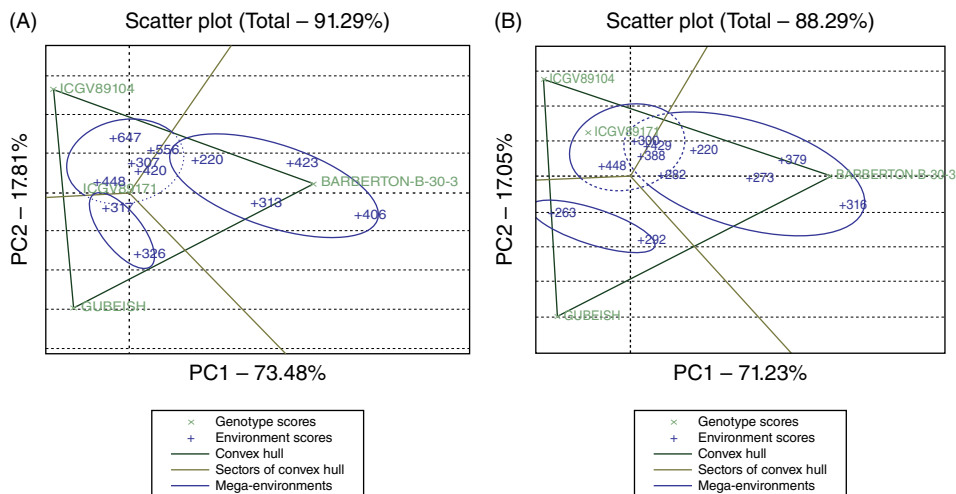 (A)
Scatter plot (Total – 91.29%)
PC2 – 17.81%
ICGV89104
+647
+556
+307
+420
+220
+423
+448
ICGV89171
BARBERTON-B-30-3
+317
+313
+406
+326
GUBEISH
PC1 – 73.48%
× Genotype scores
+ Environment scores
Convex hull
Sectors of convex hull
Mega-environments
(B)
Scatter plot (Total – 88.29%)
PC2 – 17.05%
ICGV89104
ICGV89171
+300
+429
+388
+220
+448
+379
+273
BARBERTON-B-30-3
+263
+316
+292
GUBEISH
PC1 – 71.23%
× Genotype scores
+ Environment scores
Convex hull
Sectors of convex hull
Mega-environments